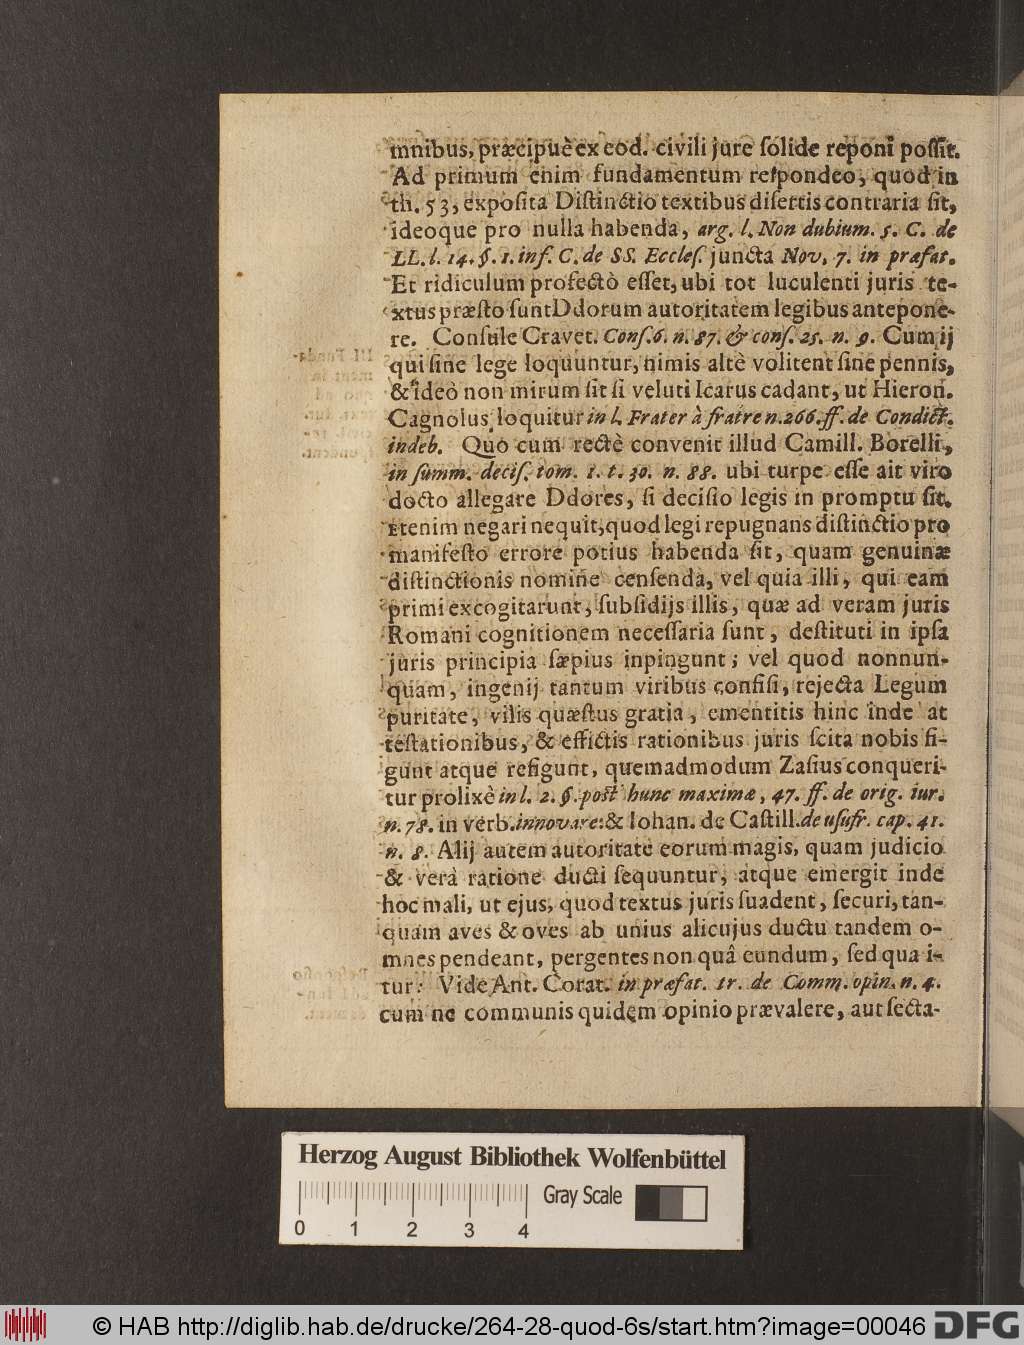 mnibus, præcipuè ex eod. civili jure ſolide reponi poſſit.
Ad primum enim fundamentum reſpondeo, quod in
th. 53, expoſita Diſtinctio textibus diſertis contraria ſit,
ideoque pro nulla habenda, arg. l. Non dubium. 5. C. de
LL. l. 14. §. 1. inf. C. de SS. Eccleſ. juncta Nov. 7. in præfat.
Et ridiculum profectò eſſet, ubi tot luculenti juris te-
xtus præſto ſunt Ddorum autoritatem legibus antepone-
re. Conſule Cravet. Conſ. 6. n. 87. & conſ. 25. n. 9. Cum ij
qui ſine lege loquuntur, nimis altè volitent ſine pennis,
& ideò non mirum ſit ſi veluti Icarus cadant, ut Hieron.
Cagnolus loquitur in l. Frater à fratre n. 266. ff. de Condict.
indeb. Quo cum rectè convenit illud Camill. Borelli,
in ſumm. deciſ. tom. 1. t. 30. n. 88. ubi turpe eſſe ait viro
docto allegare Ddores, ſi deciſio legis in promptu ſit.
Etenim negari nequit, quod legi repugnans diſtinctio pro
manifeſto errore potius habenda ſit, quam genuinæ
diſtinctionis nomine cenſenda, vel quia illi, qui eam
primi excogitarunt, ſubſidijs illis, quæ ad veram juris
Romani cognitionem neceſſaria ſunt, deſtituti in ipſa
juris principia ſæpius inpingunt; vel quod nonnun-
quam, ingenij tantum viribus confiſi, rejecta Legum
puritate, vilis quæſtus gratia, ementitis hinc inde at
teſtationibus, & effictis rationibus juris ſcita nobis fi-
gunt atque refigunt, quemadmodum Zaſius conqueri-
tur prolixè in l. 2. §. poſt hunc maximæ, 47. ff. de orig. iur.
n. 78. in verb. innovare: & Iohan. de Caſtill. de uſufr. cap. 41.
n. 8. Alij autem autoritate eorum magis, quam judicio
& verâ ratione ducti ſequuntur, atque emergit inde
hoc mali, ut ejus, quod textus juris ſuadent, ſecuri, tan-
quam aves & oves ab unius alicujus ductu tandem o-
mnes pendeant, pergentes non quâ eundum, ſed qua i-
tur: Vide Ant. Corat. in præfat. tr. de Comm. opin. n. 4.
cum ne communis quidem opinio prævalere, aut ſecta-
Herzog August Bibliothek Wolfenbüttel
Gray Scale
0 1 2 3 4
© HAB http://diglib.hab.de/drucke/264-28-quod-6s/start.htm?image=00046
DFG